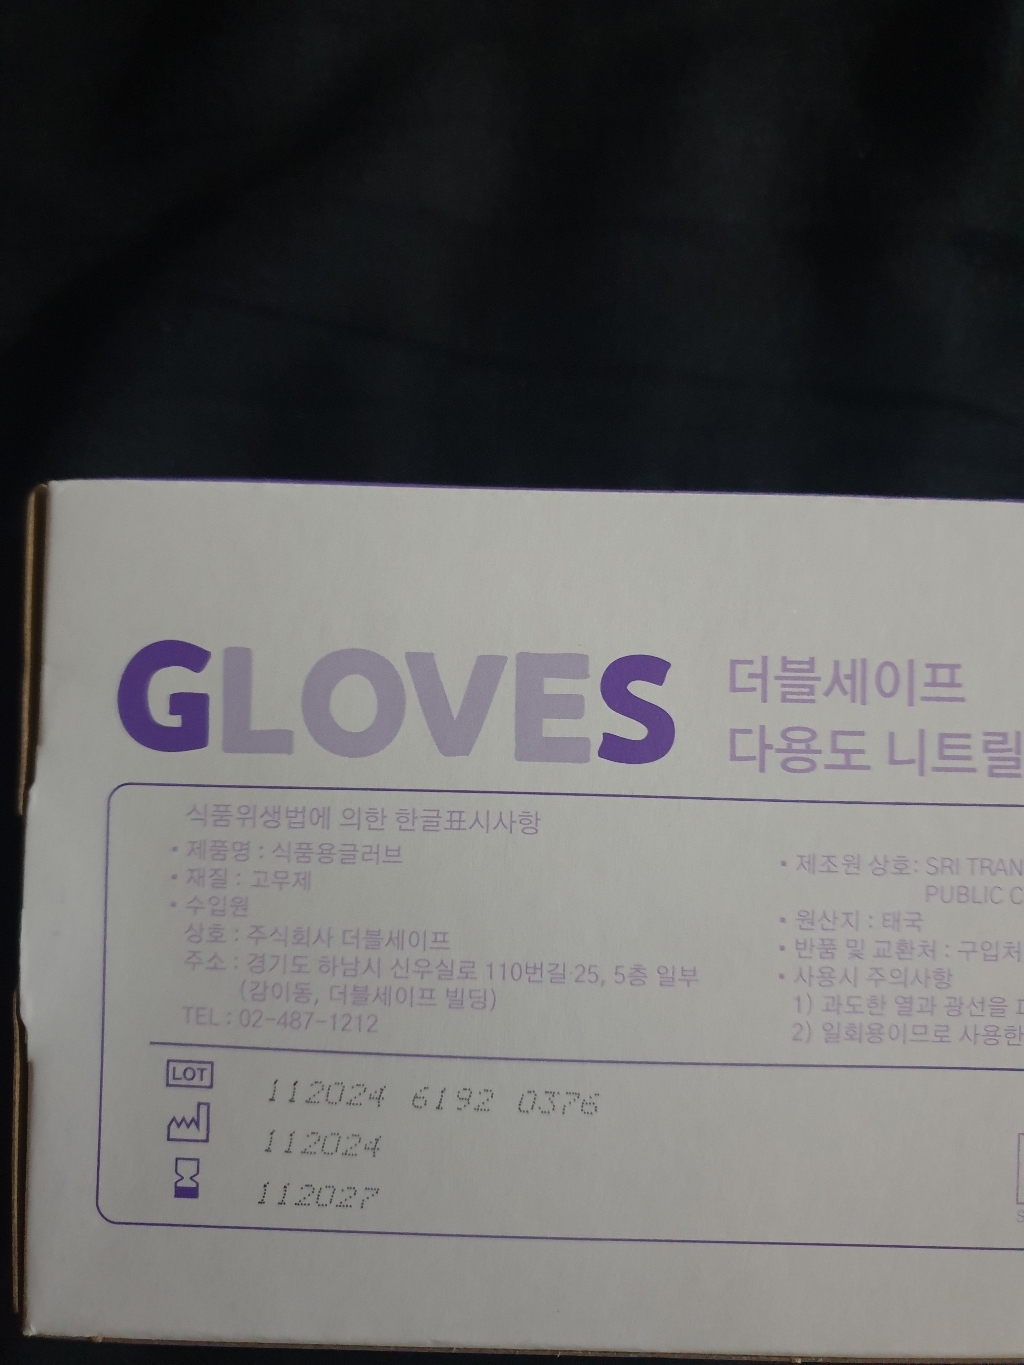 GLOVES
더블세이프
다용도 니트릴
식품위생법에 의한 한글표시사항
• 제품명 : 식품용글러브
• 재질 : 고무제
• 수입원
상호 : 주식회사 더블세이프
주소 : 경기도 하남시 신우실로 110번길 25, 5층 일부
(감이동, 더블세이프 빌딩)
TEL : 02-487-1212
• 제조원 상호: SRI TRAN
PUBLIC C
• 원산지 : 태국
• 반품 및 교환처 : 구입처
• 사용시 주의사항
1) 과도한 열과 광선을
2) 일회용이므로 사용한
LOT
112024 6192 0376
112024
112027